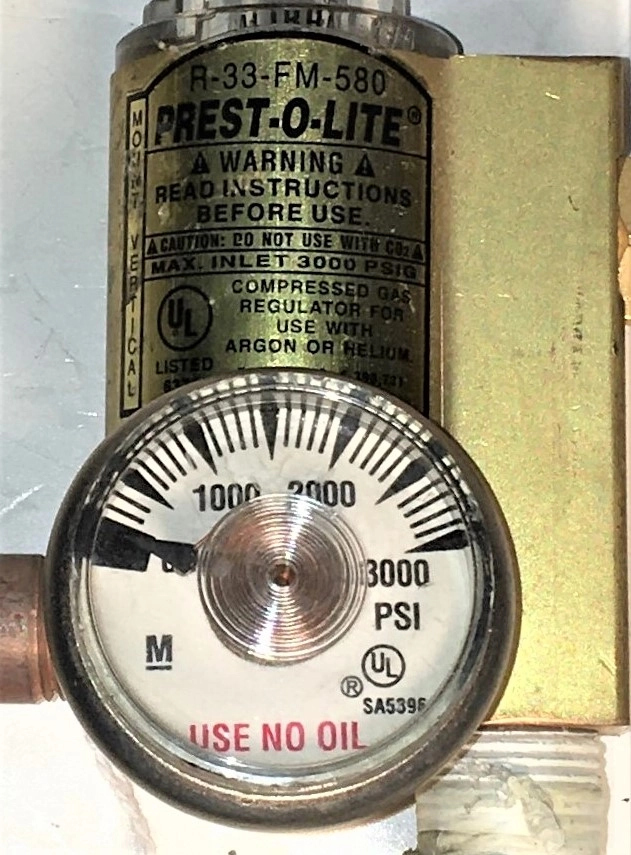 R-33-FM-580
PREST-O-LITE®
MOUNT VERTICAL
⚠ WARNING ⚠
READ INSTRUCTIONS
BEFORE USE.
⚠CAUTION: DO NOT USE WITH CO₂⚠
MAX. INLET 3000 PSIG
UL
LISTED
COMPRESSED GAS
REGULATOR FOR
USE WITH
ARGON OR HELIUM
1000 2000
0 3000
PSI
M
UL
®
SA5396
USE NO OIL